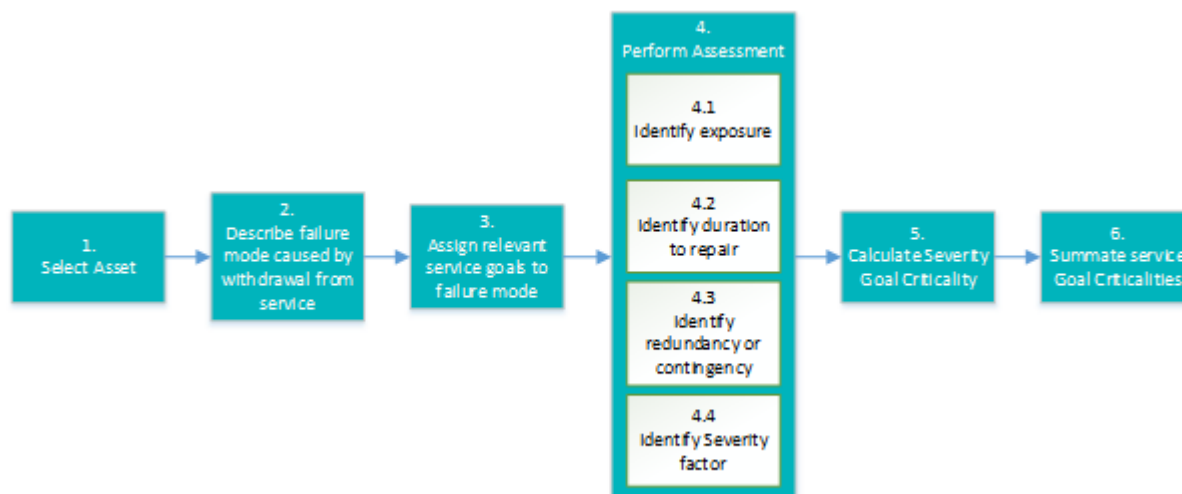 1.
Select Asset
2.
Describe failure
mode caused by
withdrawal from
service
3.
Assign relevant
service goals to
failure mode
4.
Perform Assessment
4.1
Identify exposure
4.2
Identify duration
to repair
4.3
Identify
redundancy or
contingency
4.4
Identify Severity
factor
5.
Calculate Severity
Goal Criticality
6.
Summate service
Goal Criticalities